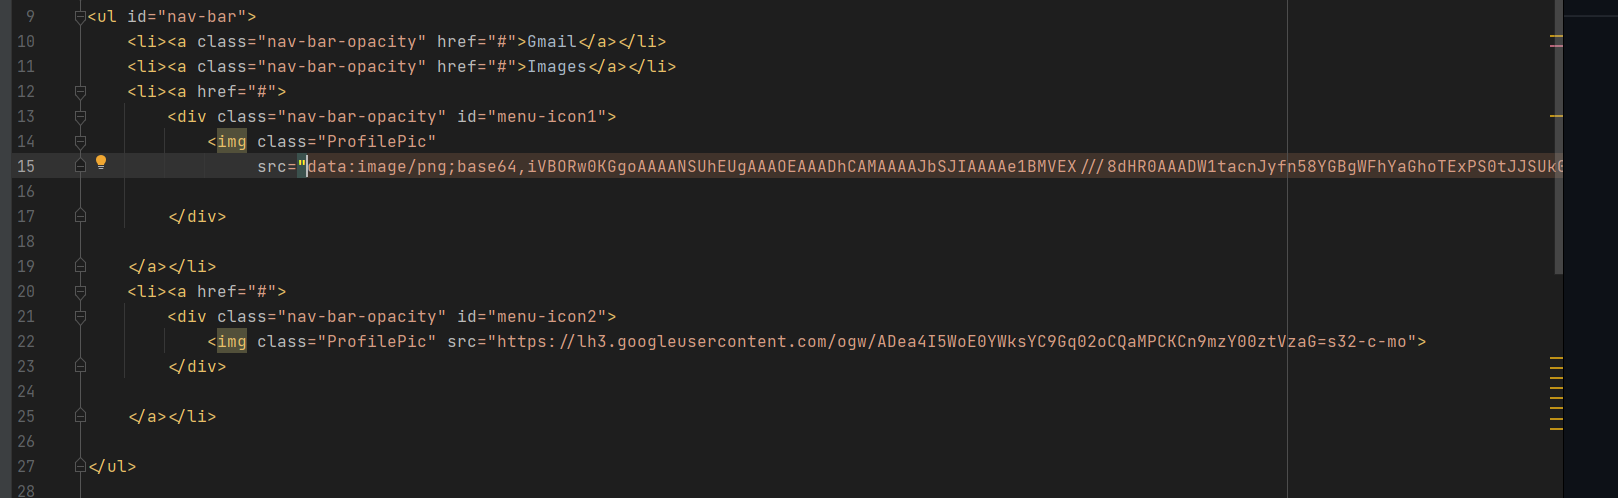 9 <ul id="nav-bar">
10 <li><a class="nav-bar-opacity" href="#">Gmail</a></li>
11 <li><a class="nav-bar-opacity" href="#">Images</a></li>
12 <li><a href="#">
13 <div class="nav-bar-opacity" id="menu-icon1">
14 <img class="ProfilePic"
15 src="data:image/png;base64,iVBORw0KGgoAAAANSUhEUgAAAOEAAADhCAMAAAAJbSJIAAAAe1BMVEX///8dHR0AAADW1tacnJyfn58YGBgWFhYaGhoTExPS0tJJSUk0
16
17 </div>
18
19 </a></li>
20 <li><a href="#">
21 <div class="nav-bar-opacity" id="menu-icon2">
22 <img class="ProfilePic" src="https://lh3.googleusercontent.com/ogw/ADea4I5WoE0YWksYC9Gq02oCQaMPCKCn9mzY00ztVzaG=s32-c-mo">
23 </div>
24
25 </a></li>
26
27 </ul>
28